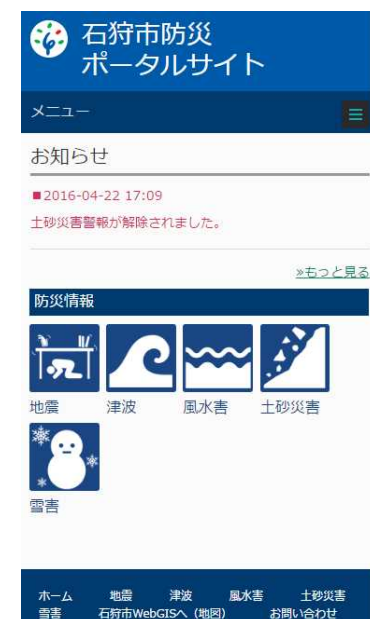 石狩市防災
ポータルサイト
メニュー
お知らせ
■2016-04-22 17:09
土砂災害警報が解除されました。
»もっと見る
防災情報
地震 津波 風水害 土砂災害
雪害
ホーム 地震 津波 風水害 土砂災害
雪害 石狩市WebGISへ（地図） お問い合わせ